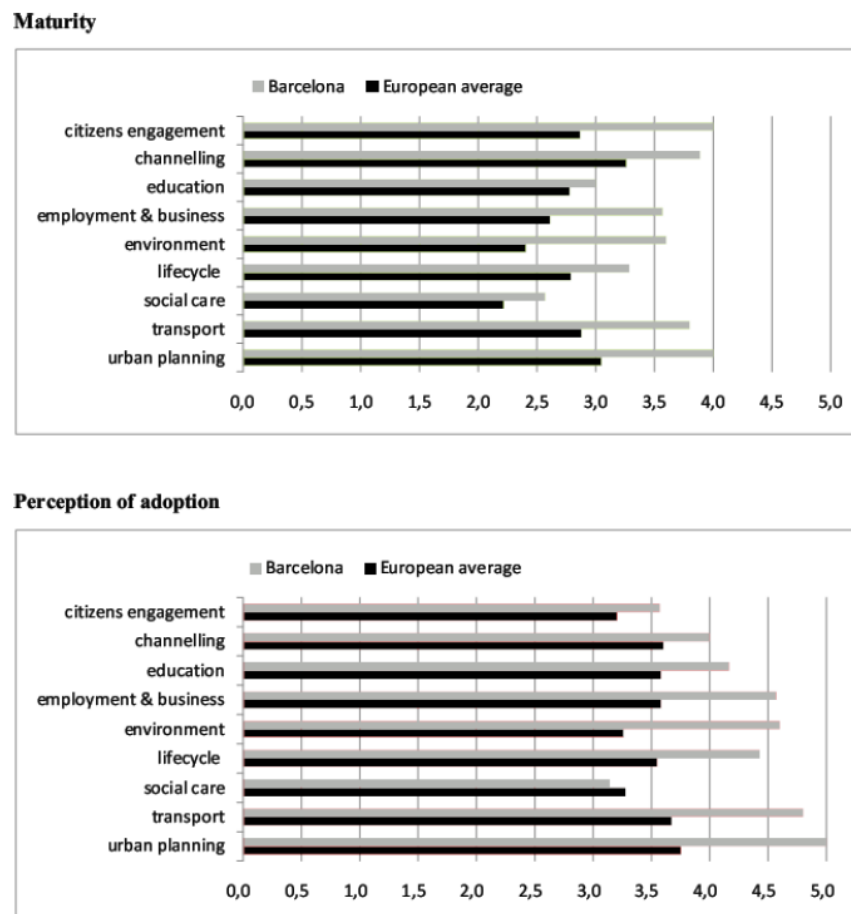 Maturity
Barcelona European average
citizens engagement
channelling
education
employment & business
environment
lifecycle
social care
transport
urban planning
0,0 0,5 1,0 1,5 2,0 2,5 3,0 3,5 4,0 4,5 5,0
Perception of adoption
Barcelona European average
citizens engagement
channelling
education
employment & business
environment
lifecycle
social care
transport
urban planning
0,0 0,5 1,0 1,5 2,0 2,5 3,0 3,5 4,0 4,5 5,0